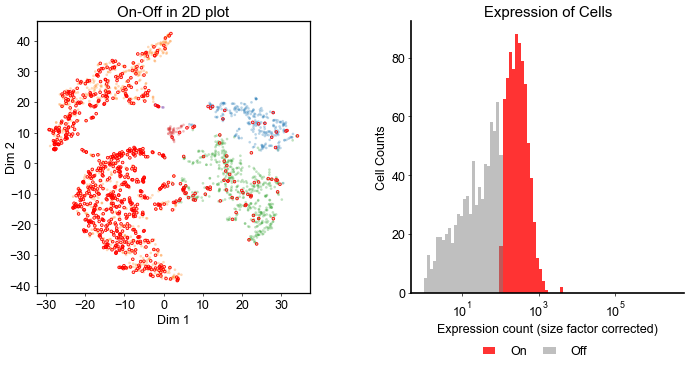 On-Off in 2D plot
40
30
20
10
0
−10
−20
−30
−40
Dim 2
−30 −20 −10 0 10 20 30
Dim 1
Expression of Cells
80
60
40
20
0
Cell Counts
10^1 10^3 10^5
Expression count (size factor corrected)
On Off